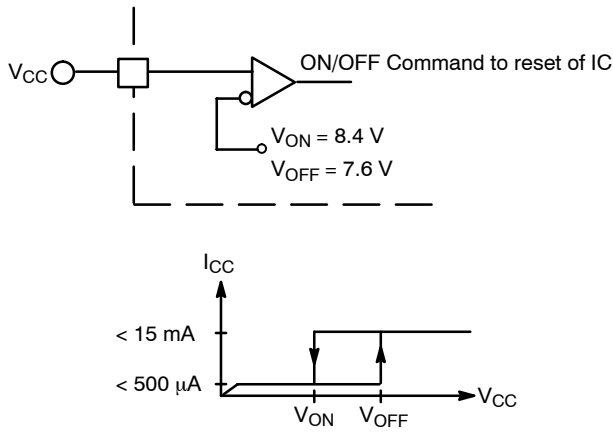 V_CC
ON/OFF Command to reset of IC
V_ON = 8.4 V
V_OFF = 7.6 V
I_CC
< 15 mA
< 500 μA
V_CC
V_ON
V_OFF